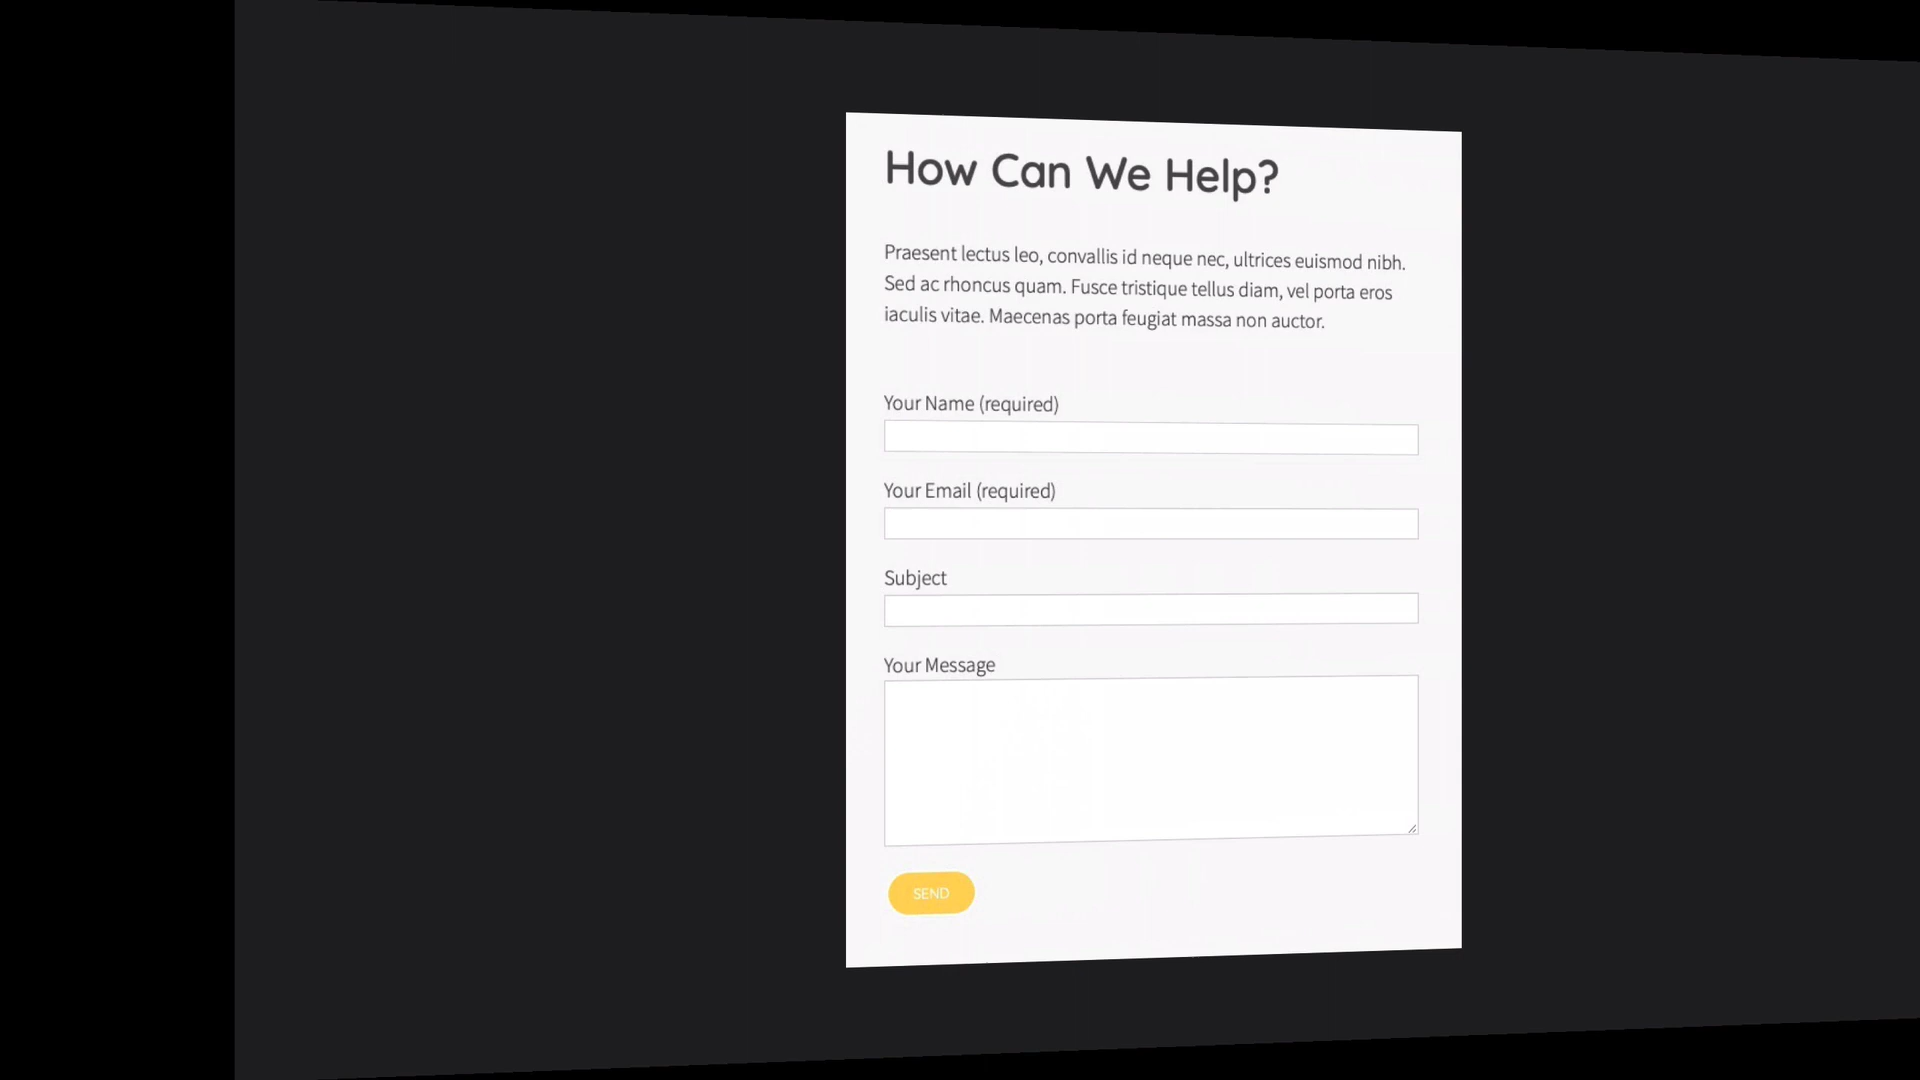 How Can We Help?
Praesent lectus leo, convallis id neque nec, ultrices euismod nibh.
Sed ac rhoncus quam. Fusce tristique tellus diam, vel porta eros
iaculis vitae. Maecenas porta feugiat massa non auctor.
Your Name (required)
Your Email (required)
Subject
Your Message
SEND